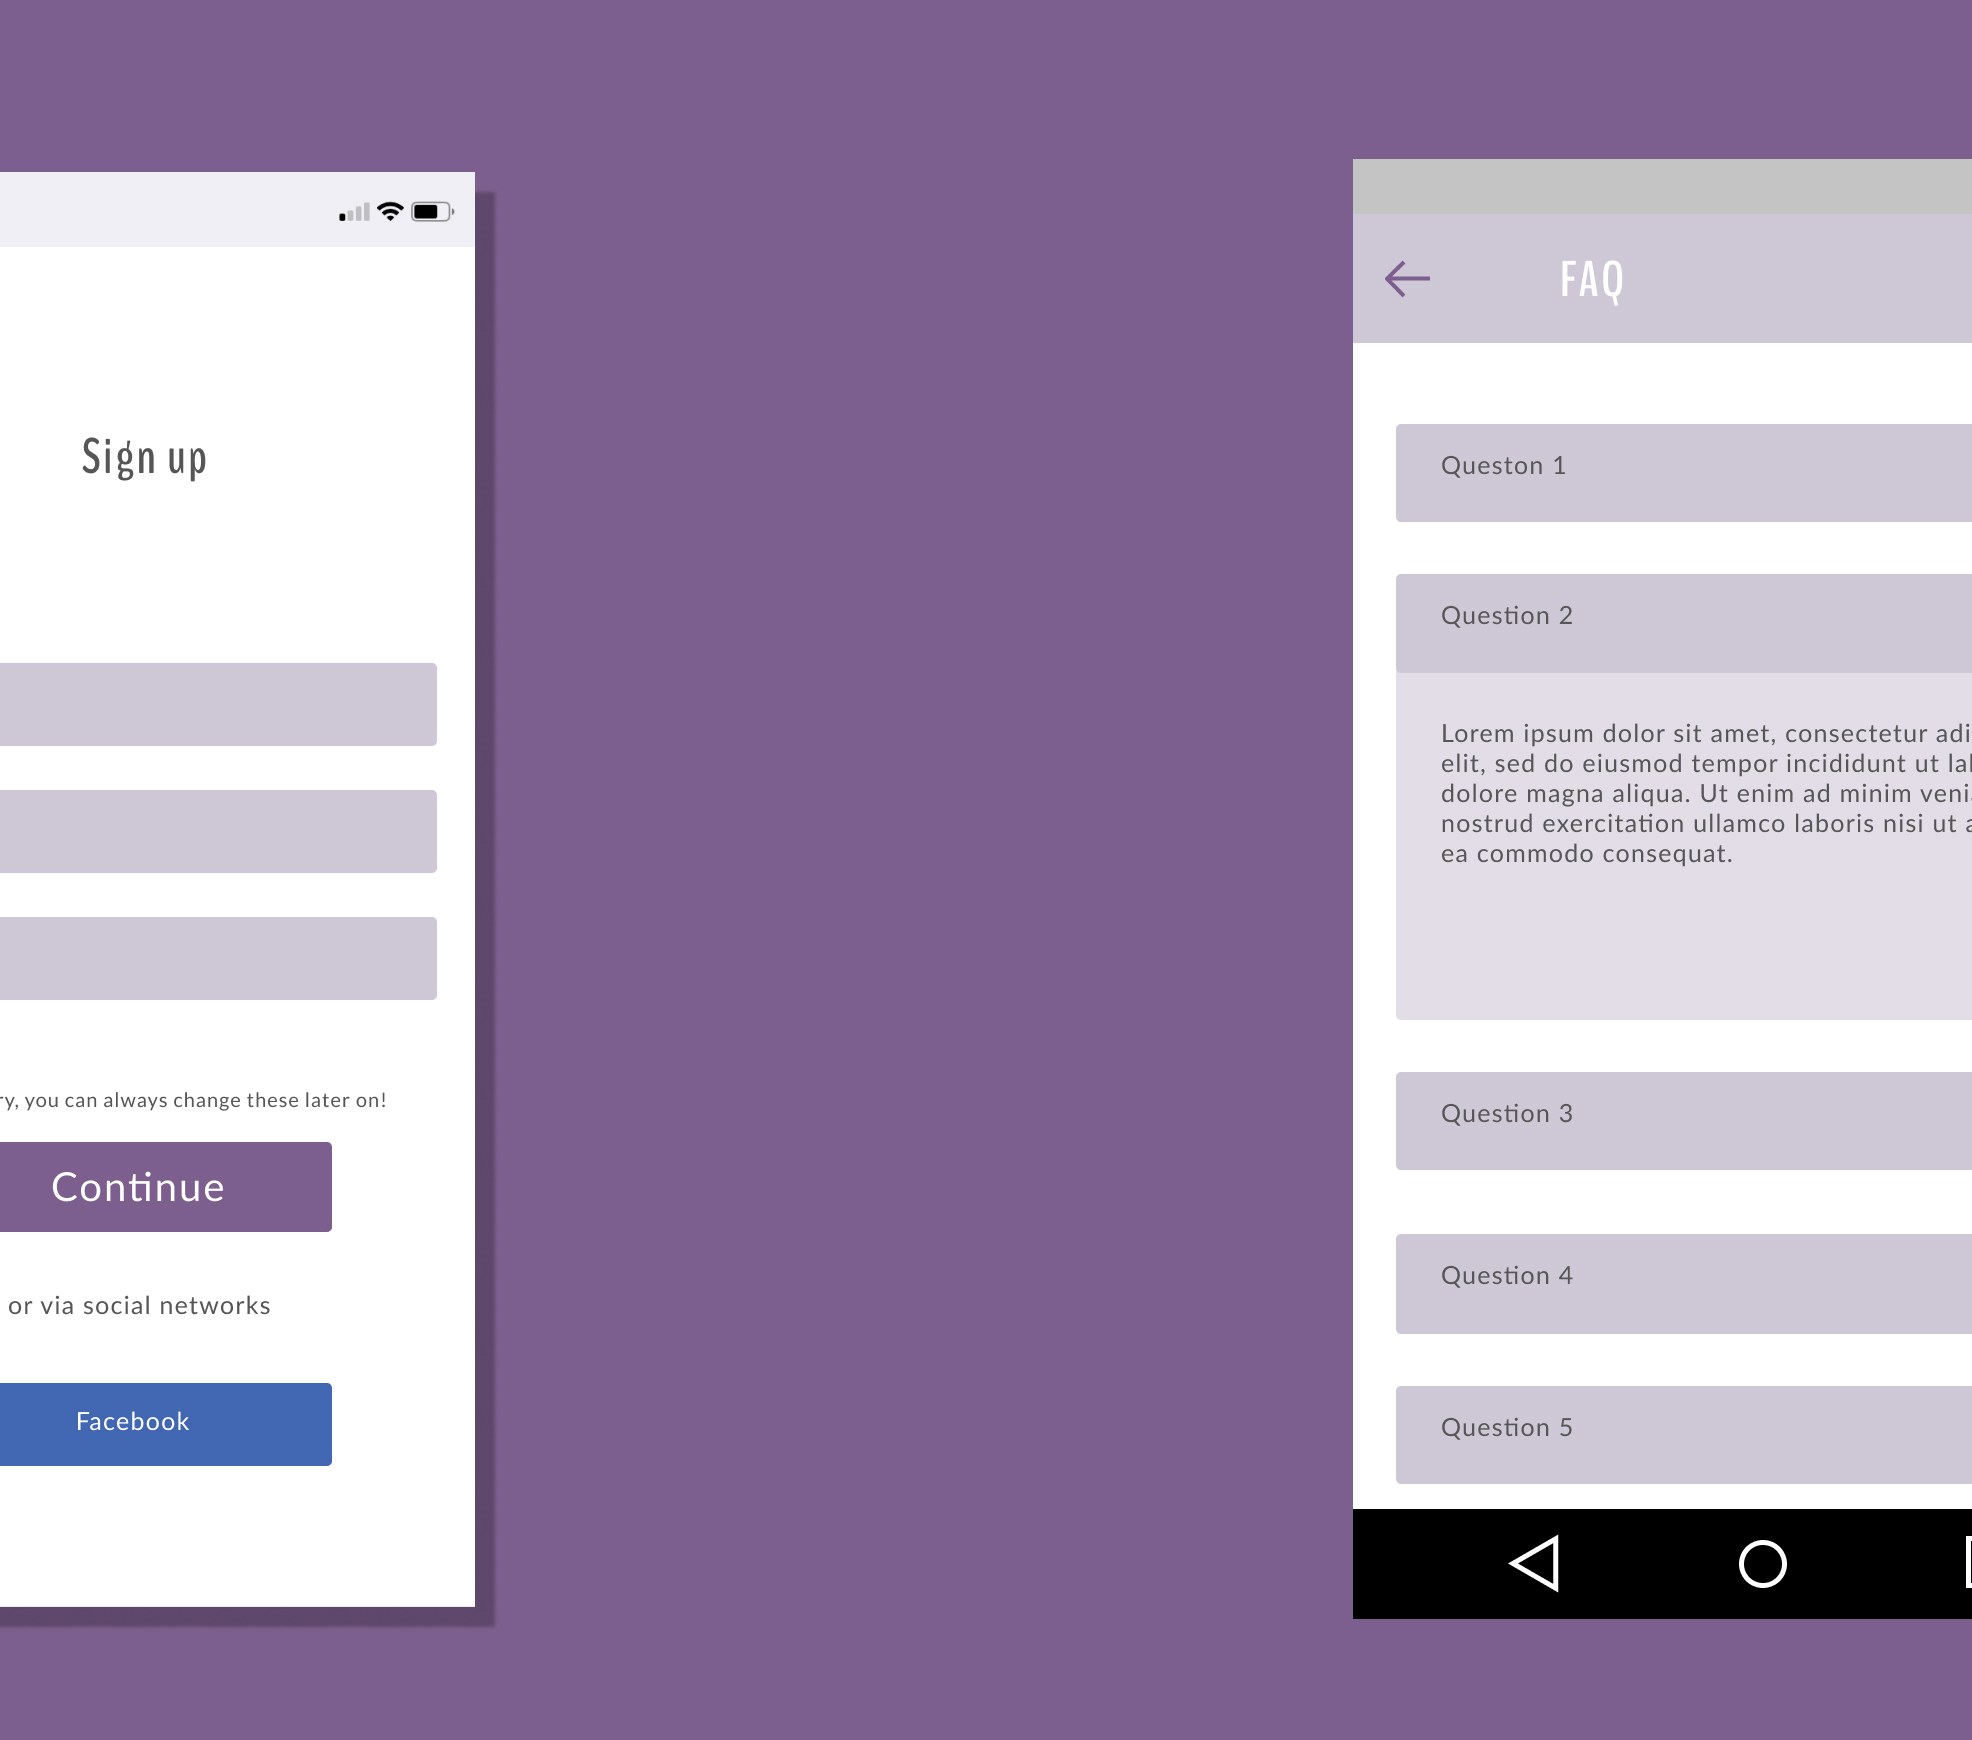 Sign up
ry, you can always change these later on!
Continue
or via social networks
Facebook
FAQ
Queston 1
Question 2
Lorem ipsum dolor sit amet, consectetur adi
elit, sed do eiusmod tempor incididunt ut la
dolore magna aliqua. Ut enim ad minim veni
nostrud exercitation ullamco laboris nisi ut a
ea commodo consequat.
Question 3
Question 4
Question 5